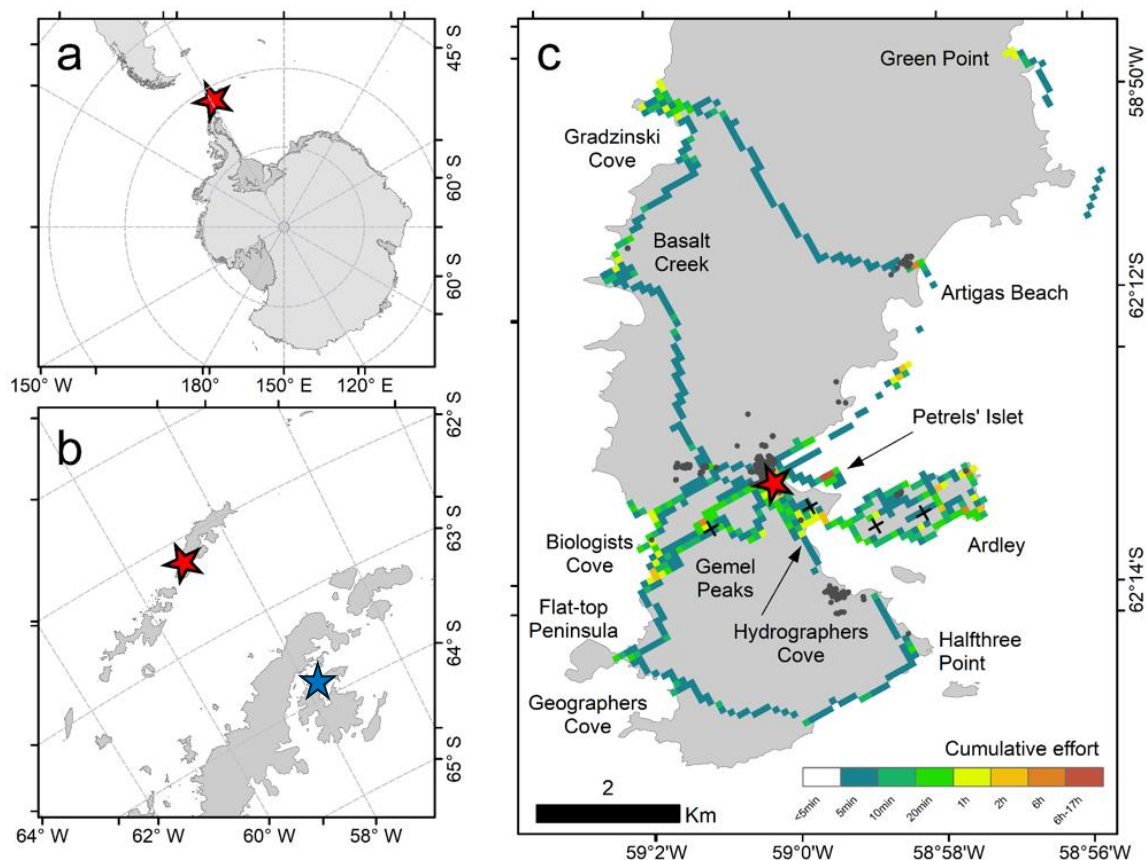 a
45° S
60° S
60° S
45° S
150° W
180°
150° E
120° E
b
62° S
63° S
64° S
65° S
64° W
62° W
60° W
58° W
c
Green Point
58°50'W
Gradzinski
Cove
Basalt
Creek
62°12'S
Artigas Beach
Petrels' Islet
Biologists
Cove
Gemel
Peaks
Ardley
Flat-top
Peninsula
Hydrographers
Cove
62°14'S
Halfthree
Point
Geographers
Cove
Cumulative effort
<5min
5min
10min
20min
1h
2h
6h
6h-17h
2
Km
59°2'W
59°0'W
58°58'W
58°56'W